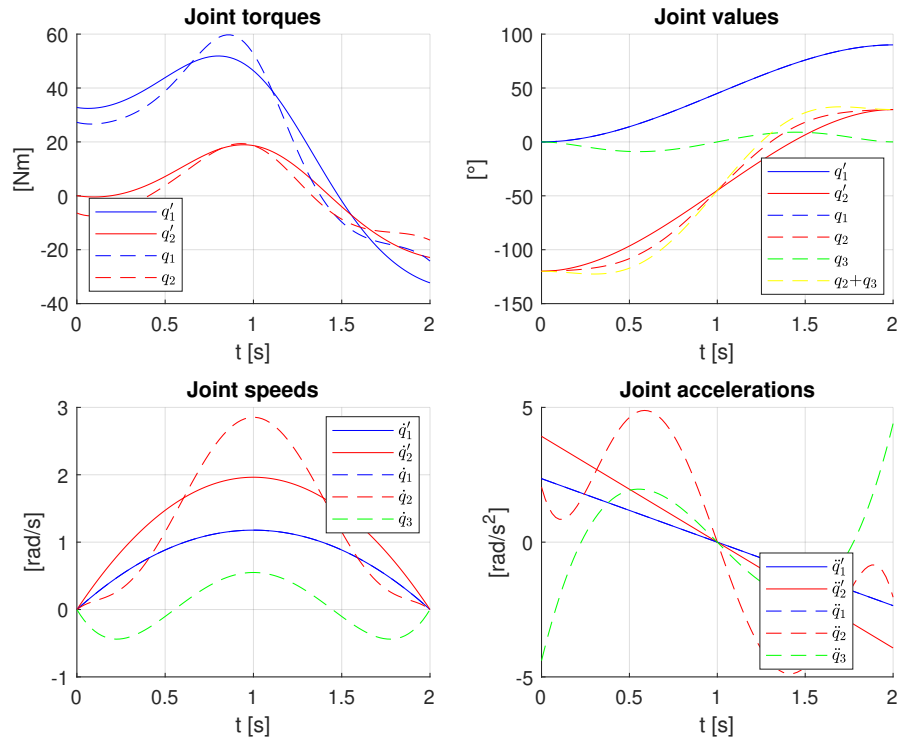 Joint torques
60
40
20
0
-20
-40
[Nm]
0
0.5
1
1.5
2
t [s]
q′₁
q′₂
q₁
q₂
Joint values
100
50
0
-50
-100
-150
[°]
0
0.5
1
1.5
2
t [s]
q′₁
q′₂
q₁
q₂
q₃
q₂+q₃
Joint speeds
3
2
1
0
-1
[rad/s]
0
0.5
1
1.5
2
t [s]
q̇′₁
q̇′₂
q̇₁
q̇₂
q̇₃
Joint accelerations
5
0
-5
[rad/s²]
0
0.5
1
1.5
2
t [s]
q̈′₁
q̈′₂
q̈₁
q̈₂
q̈₃